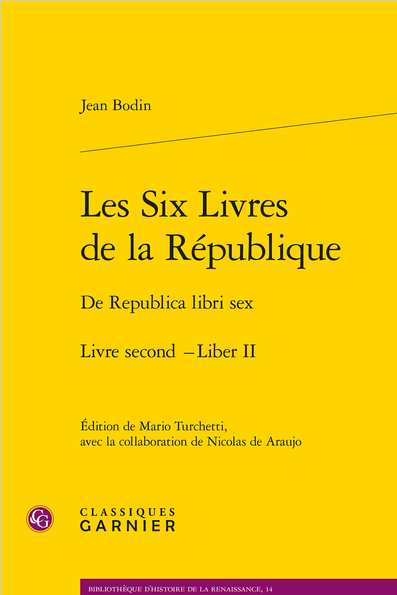 Jean Bodin
Les Six Livres
de la République
De Republica libri sex
Livre second – Liber II
Édition de Mario Turchetti,
avec la collaboration de Nicolas de Araujo
CG
CLASSIQUES
GARNIER
BIBLIOTHÈQUE D'HISTOIRE DE LA RENAISSANCE, 14